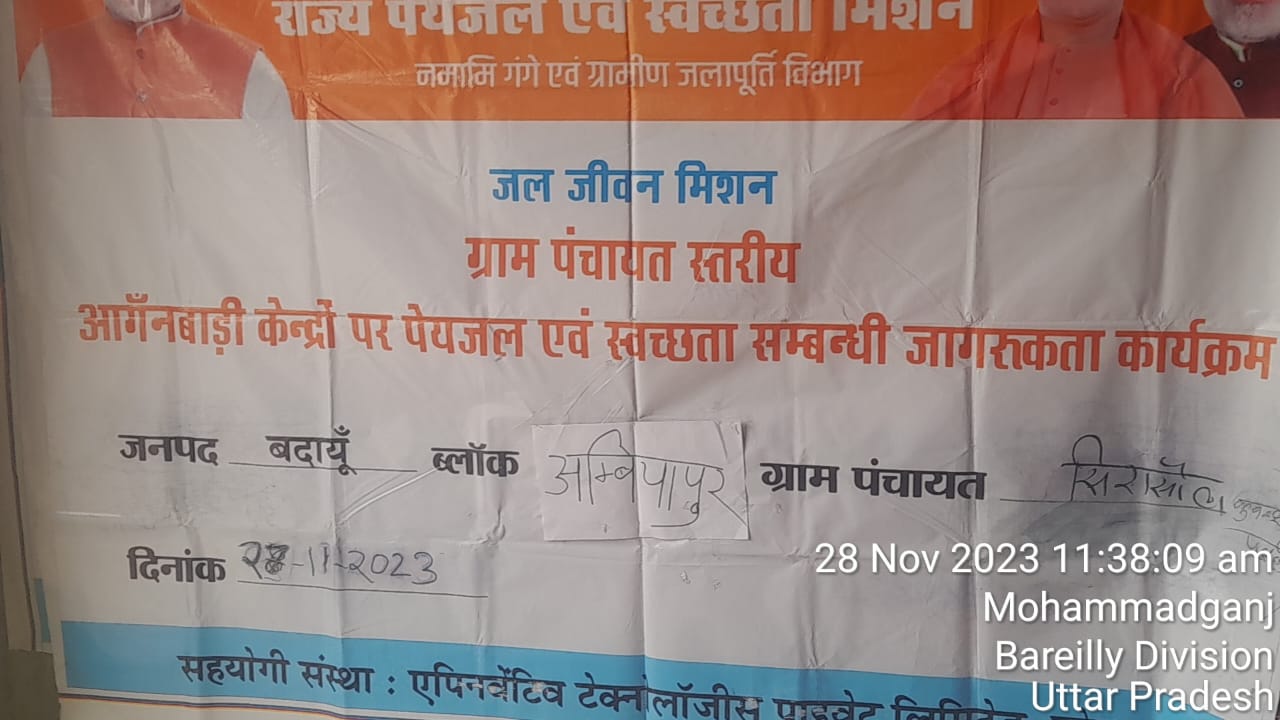 राज्य पेयजल एवं स्वच्छता मिशन
नमामि गंगे एवं ग्रामीण जलापूर्ति विभाग
जल जीवन मिशन
ग्राम पंचायत स्तरीय
आगँनबाड़ी केन्द्रों पर पेयजल एवं स्वच्छता सम्बन्धी जागरुकता कार्यक्रम
जनपद बदायूँ ब्लॉक अम्बियापुर ग्राम पंचायत सिरासौल
दिनांक 28-11-2023
सहयोगी संस्था : एपिनवेंटिव टेक्नोलॉजीस प्राइवेट लिमिटेड
28 Nov 2023 11:38:09 am
Mohammadganj
Bareilly Division
Uttar Pradesh